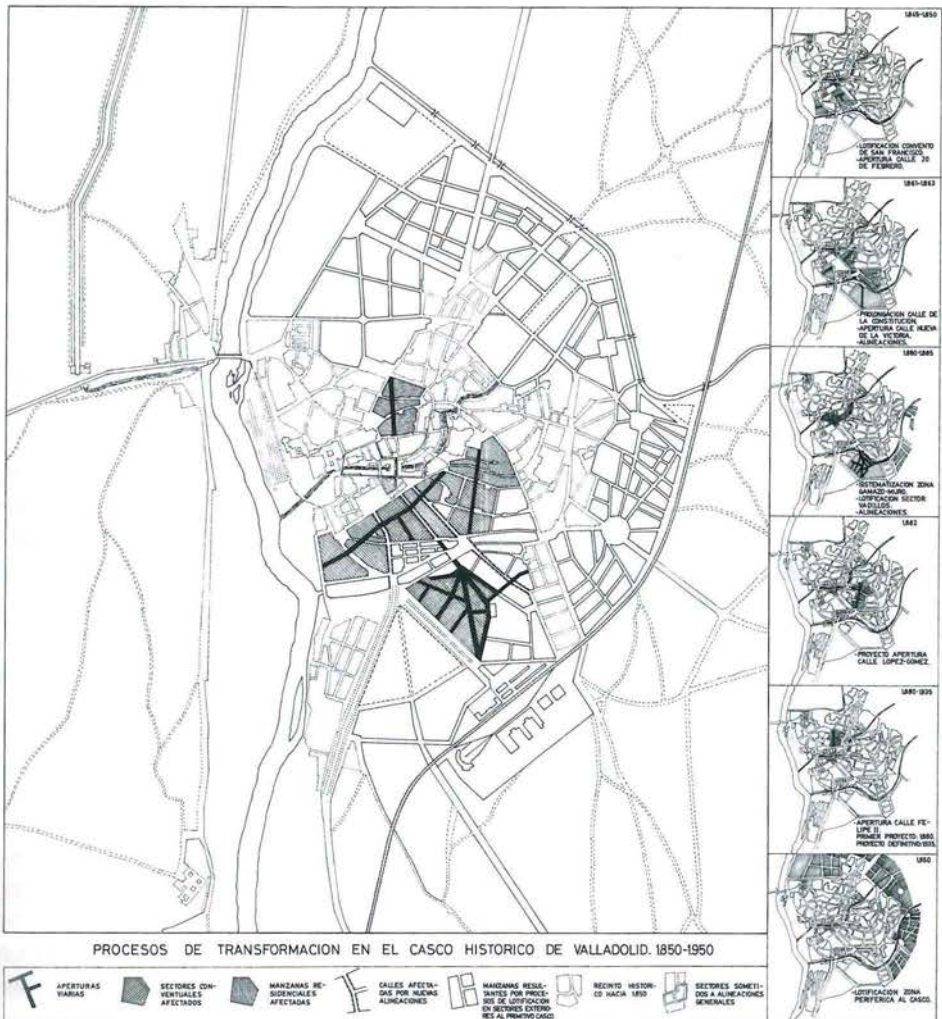 PROCESOS DE TRANSFORMACION EN EL CASCO HISTORICO DE VALLADOLID. 1850-1950
APERTURAS
VIARIAS
SECTORES CON-
VENTUALES
AFECTADOS
MANZANAS RE-
SIDENCIALES
AFECTADAS
CALLES AFECTA-
DAS POR NUEVAS
ALINEACIONES
MANZANAS RESUL-
TANTES POR PROCE-
SOS DE LOTIFICACION
EN SECTORES EXTERIO-
RES AL PRIMITIVO CASCO
RECINTO HISTORI-
CO HACIA 1850
SECTORES SOMETI-
DOS A ALINEACIONES
GENERALES
-LOTIFICACION CONVENTO
DE SAN FRANCISCO.
-APERTURA CALLE 20
DE FEBRERO.
1861-1863
-PROLONGACION CALLE DE
LA CONSTITUCION.
-APERTURA CALLE NUEVA
DE LA VICTORIA.
-ALINEACIONES.
1880-1885
-SISTEMATIZACION ZONA
GAMAZO-MURO.
-LOTIFICACION SECTOR
VADILLOS.
-ALINEACIONES.
1882
-PROYECTO APERTURA
CALLE LOPEZ-GOMEZ.
1880-1935
-APERTURA CALLE FE-
LIPE II.
PRIMER PROYECTO: 1880.
PROYECTO DEFINITIVO: 1935.
1950
-LOTIFICACION ZONA
PERIFERICA AL CASCO.